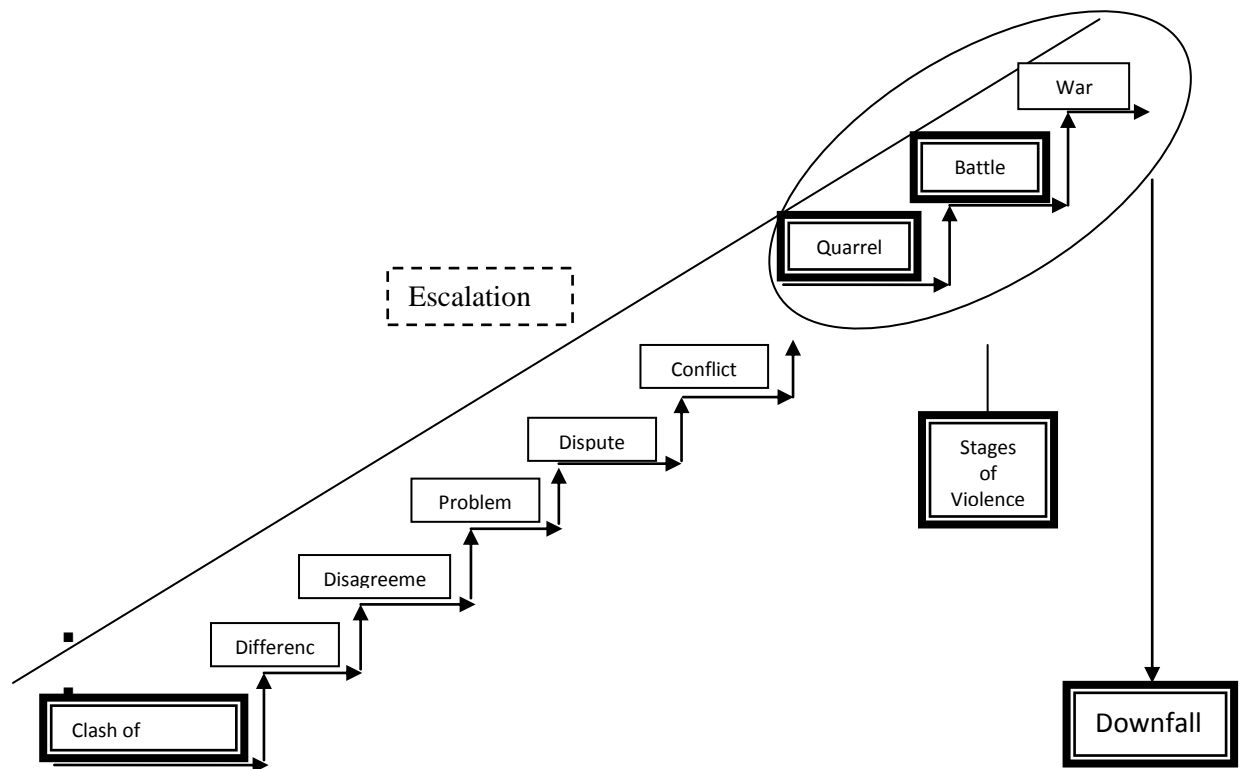 War
Battle
Quarrel
Escalation
Conflict
Dispute
Stages
of
Violence
Problem
Disagreeme
Differenc
Clash of
Downfall